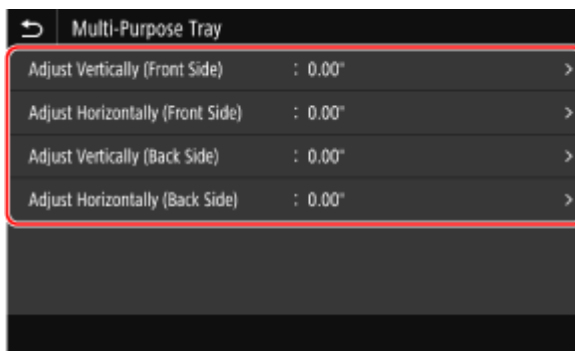 Multi-Purpose Tray
Adjust Vertically (Front Side) : 0.00"
Adjust Horizontally (Front Side) : 0.00"
Adjust Vertically (Back Side) : 0.00"
Adjust Horizontally (Back Side) : 0.00"